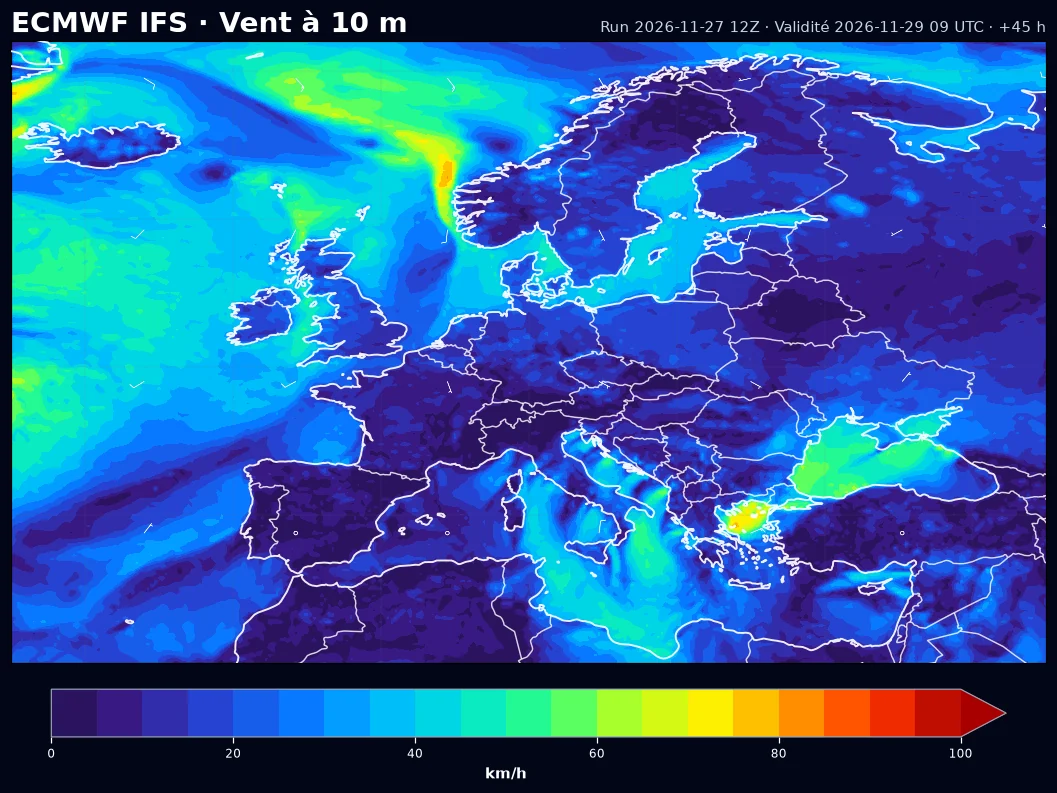 ECMWF IFS · Vent à 10 m
Run 2026-11-27 12Z · Validité 2026-11-29 09 UTC · +45 h
0 20 40 60 80 100
km/h